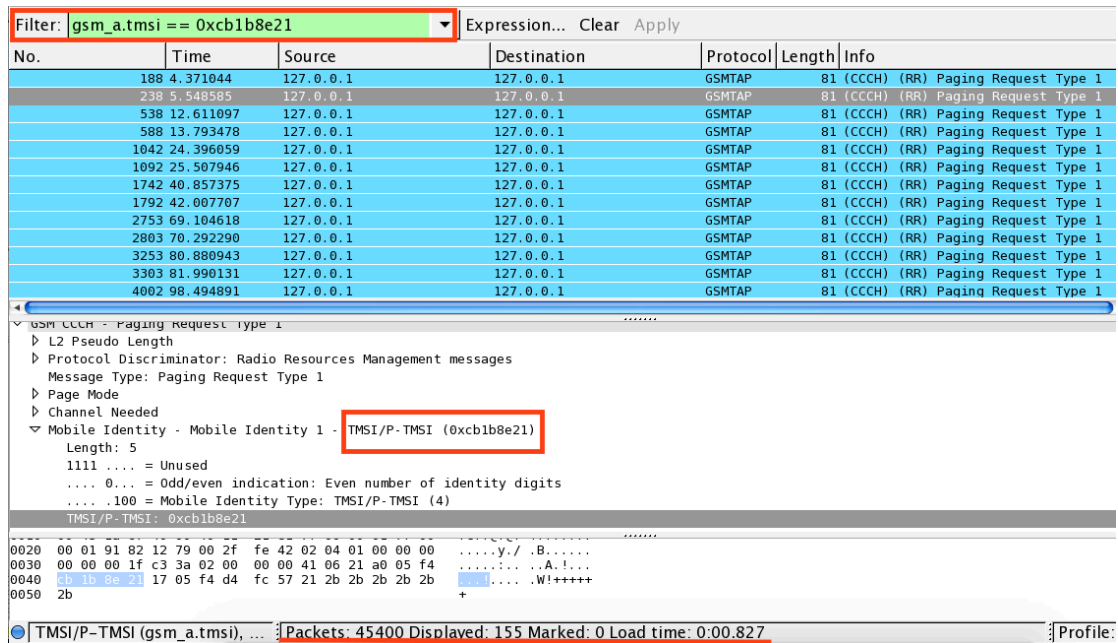 Filter: gsm_a.tmsi == 0xcb1b8e21 Expression... Clear Apply
No. Time Source Destination Protocol Length Info
188 4.371044 127.0.0.1 127.0.0.1 GSMTAP 81 (CCCH) (RR) Paging Request Type 1
238 5.548585 127.0.0.1 127.0.0.1 GSMTAP 81 (CCCH) (RR) Paging Request Type 1
538 12.611097 127.0.0.1 127.0.0.1 GSMTAP 81 (CCCH) (RR) Paging Request Type 1
588 13.793478 127.0.0.1 127.0.0.1 GSMTAP 81 (CCCH) (RR) Paging Request Type 1
1042 24.396059 127.0.0.1 127.0.0.1 GSMTAP 81 (CCCH) (RR) Paging Request Type 1
1092 25.507946 127.0.0.1 127.0.0.1 GSMTAP 81 (CCCH) (RR) Paging Request Type 1
1742 40.857375 127.0.0.1 127.0.0.1 GSMTAP 81 (CCCH) (RR) Paging Request Type 1
1792 42.007707 127.0.0.1 127.0.0.1 GSMTAP 81 (CCCH) (RR) Paging Request Type 1
2753 69.104618 127.0.0.1 127.0.0.1 GSMTAP 81 (CCCH) (RR) Paging Request Type 1
2803 70.292290 127.0.0.1 127.0.0.1 GSMTAP 81 (CCCH) (RR) Paging Request Type 1
3253 80.880943 127.0.0.1 127.0.0.1 GSMTAP 81 (CCCH) (RR) Paging Request Type 1
3303 81.990131 127.0.0.1 127.0.0.1 GSMTAP 81 (CCCH) (RR) Paging Request Type 1
4002 98.494891 127.0.0.1 127.0.0.1 GSMTAP 81 (CCCH) (RR) Paging Request Type 1
GSM CCCH - Paging Request Type 1
L2 Pseudo Length
Protocol Discriminator: Radio Resources Management messages
Message Type: Paging Request Type 1
Page Mode
Channel Needed
Mobile Identity - Mobile Identity 1 - TMSI/P-TMSI (0xcb1b8e21)
Length: 5
1111 .... = Unused
.... 0... = Odd/even indication: Even number of identity digits
.... .100 = Mobile Identity Type: TMSI/P-TMSI (4)
TMSI/P-TMSI: 0xcb1b8e21
0020 00 01 91 82 12 79 00 2f fe 42 02 04 01 00 00 00 .....y./ .B......
0030 00 00 00 1f c3 3a 02 00 00 00 41 06 21 a0 05 f4 .....:.. ..A.!...
0040 cb 1b 8e 21 17 05 f4 d4 fc 57 21 2b 2b 2b 2b 2b ...!.... .W!+++++
0050 2b +
TMSI/P-TMSI (gsm_a.tmsi), ... Packets: 45400 Displayed: 155 Marked: 0 Load time: 0:00.827 Profile: